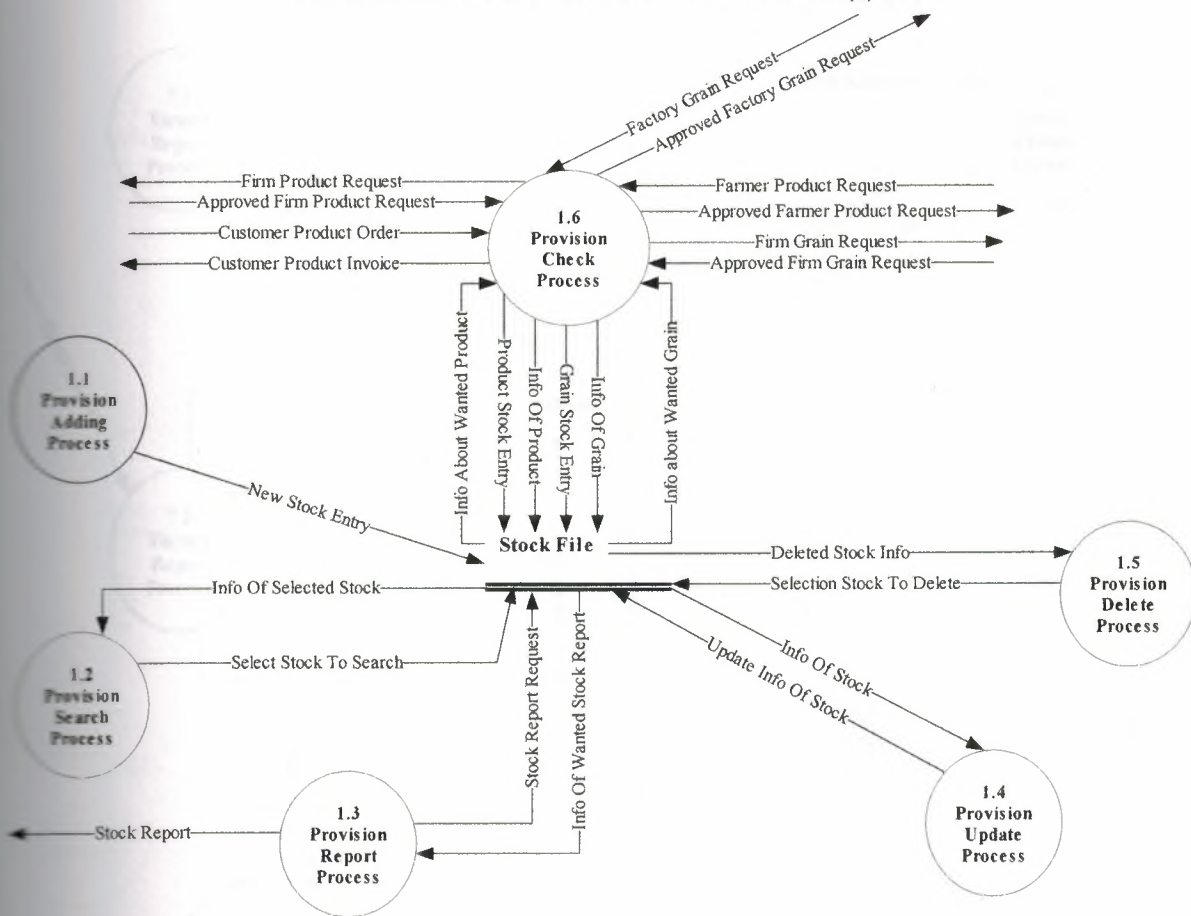 Factory Grain Request
Approved Factory Grain Request
Firm Product Request
Approved Firm Product Request
Customer Product Order
Customer Product Invoice
1.6
Provision
Check
Process
Farmer Product Request
Approved Farmer Product Request
Firm Grain Request
Approved Firm Grain Request
Info About Wanted Product
Product Stock Entry
Info Of Product
Grain Stock Entry
Info Of Grain
Info about Wanted Grain
1.1
Provision
Adding
Process
New Stock Entry
Stock File
Deleted Stock Info
Selection Stock To Delete
1.5
Provision
Delete
Process
Info Of Selected Stock
Select Stock To Search
1.2
Provision
Search
Process
Stock Report Request
Info Of Wanted Stock Report
Info Of Stock
Update Info Of Stock
1.4
Provision
Update
Process
1.3
Provision
Report
Process
Stock Report